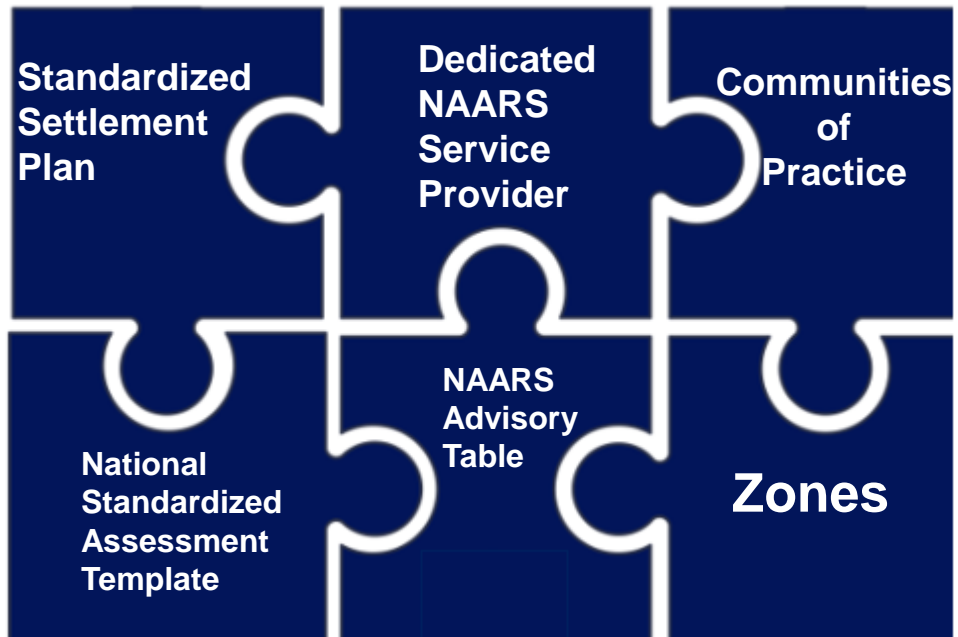 Standardized
Settlement
Plan
Dedicated
NAARS
Service
Provider
Communities
of
Practice
National
Standardized
Assessment
Template
NAARS
Advisory
Table
Zones